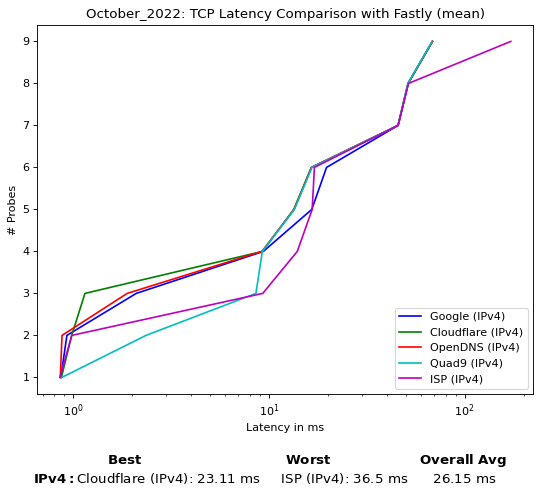 October_2022: TCP Latency Comparison with Fastly (mean)
9
8
7
6
5
4
3
2
1
# Probes
Google (IPv4)
Cloudflare (IPv4)
OpenDNS (IPv4)
Quad9 (IPv4)
ISP (IPv4)
10⁰ 10¹ 10²
Latency in ms
Best Worst Overall Avg
IPv4: Cloudflare (IPv4): 23.11 ms ISP (IPv4): 36.5 ms 26.15 ms